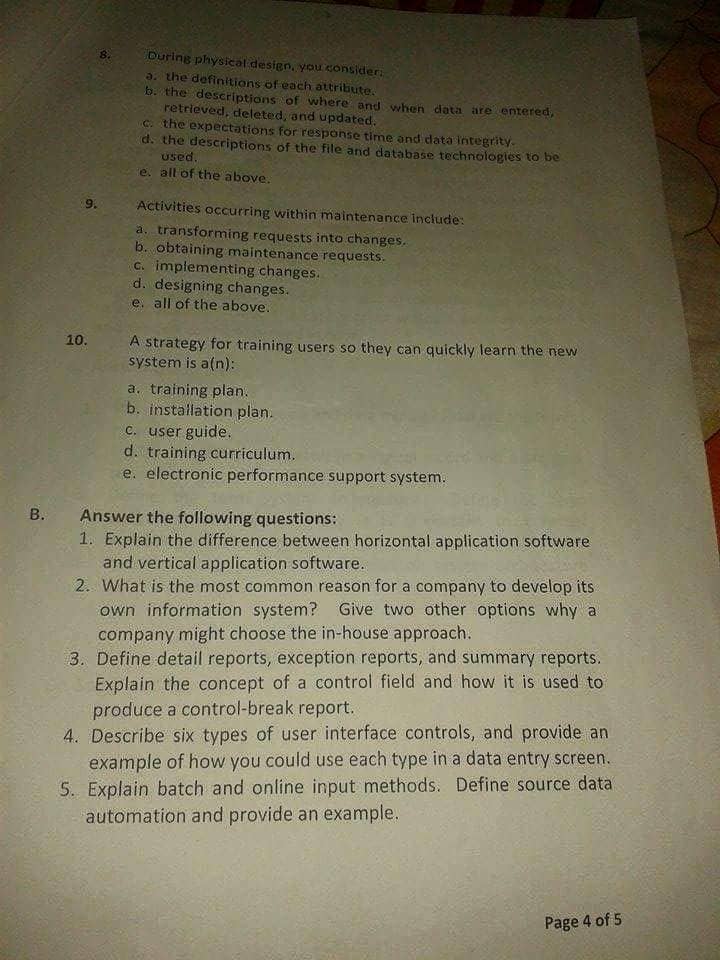 8. During physical design, you consider:
a. the definitions of each attribute.
b. the descriptions of where and when data are entered,
retrieved, deleted, and updated.
c. the expectations for response time and data integrity.
d. the descriptions of the file and database technologies to be
used.
e. all of the above.
9. Activities occurring within maintenance include:
a. transforming requests into changes.
b. obtaining maintenance requests.
c. implementing changes.
d. designing changes.
e. all of the above.
10. A strategy for training users so they can quickly learn the new
system is a(n):
a. training plan.
b. installation plan.
c. user guide.
d. training curriculum.
e. electronic performance support system.
B. Answer the following questions:
1. Explain the difference between horizontal application software
and vertical application software.
2. What is the most common reason for a company to develop its
own information system? Give two other options why a
company might choose the in-house approach.
3. Define detail reports, exception reports, and summary reports.
Explain the concept of a control field and how it is used to
produce a control-break report.
4. Describe six types of user interface controls, and provide an
example of how you could use each type in a data entry screen.
5. Explain batch and online input methods. Define source data
automation and provide an example.
Page 4 of 5